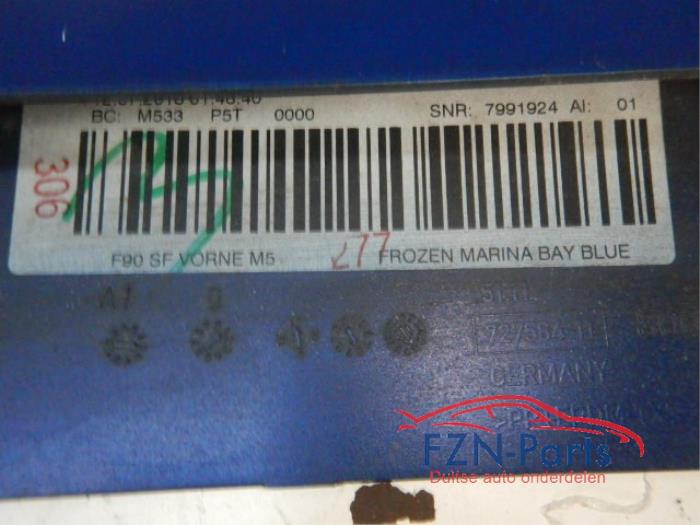 BC: M533 P5T 0000 SNR: 7991924 AI: 01
306
F90 SF VORNE M5 FROZEN MARINA BAY BLUE
GERMANY
FZN-Parts
Duitse auto onderdelen